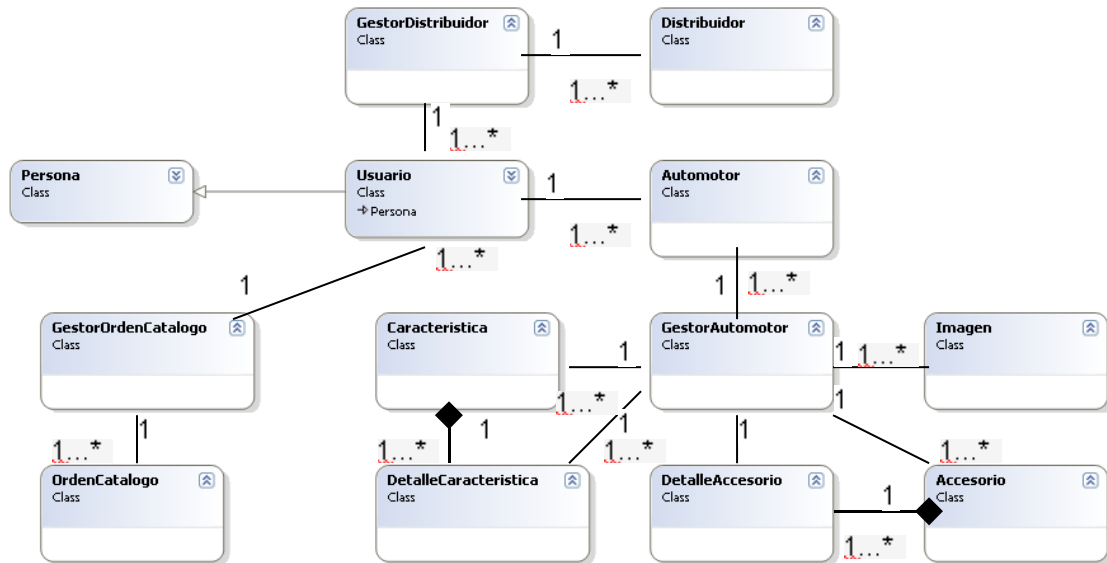 GestorDistribuidor
Class
Distribuidor
Class
1
1...*
1
1...*
Persona
Class
Usuario
Class
Persona
Automotor
Class
1
1...*
1...*
1
1
1...*
GestorOrdenCatalogo
Class
Caracteristica
Class
GestorAutomotor
Class
Imagen
Class
1
1
1...*
1...*
1
1
1
1
1
1...*
1...*
1...*
1...*
OrdenCatalogo
Class
DetalleCaracteristica
Class
DetalleAccesorio
Class
Accesorio
Class
1
1...*